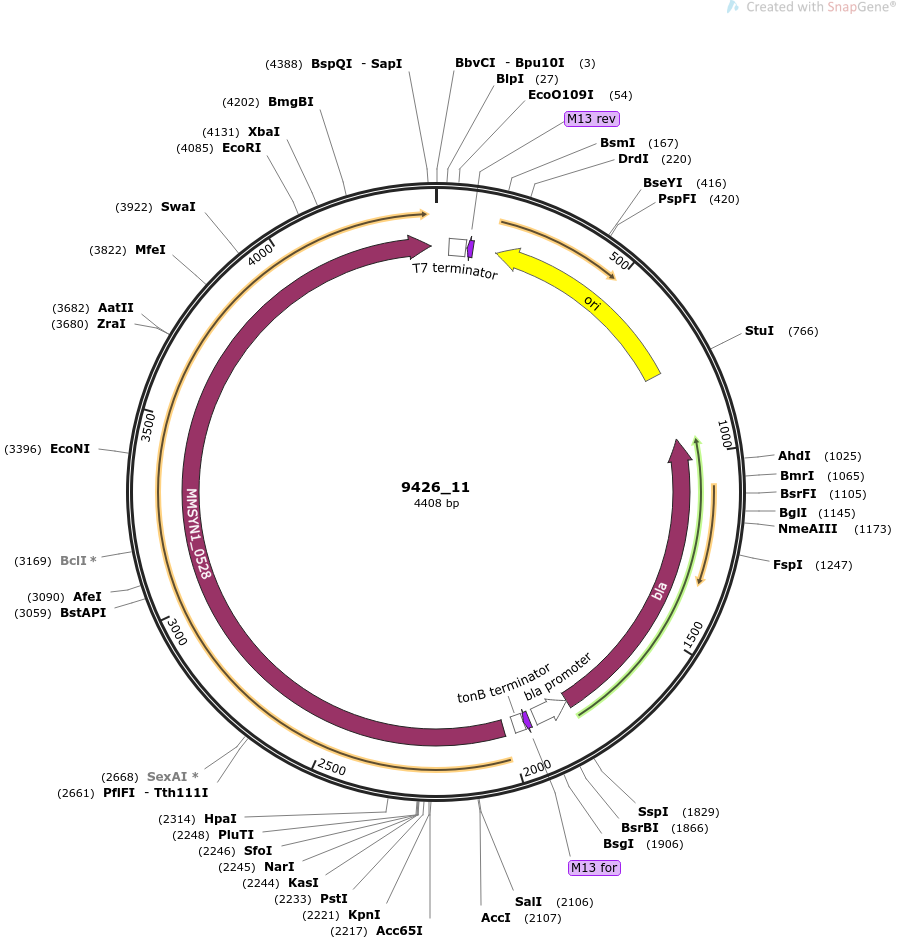 Created with SnapGene®
(4388) BspQI - SapI
(4202) BmgBI
(4131) XbaI
(4085) EcoRI
(3922) SwaI
(3822) MfeI
(3682) AatII
(3680) ZraI
(3396) EcoNI
(3169) BclI *
(3090) AfeI
(3059) BstAPI
(2668) SexAI *
(2661) PflFI - Tth111I
(2314) HpaI
(2248) PluTI
(2246) SfoI
(2245) NarI
(2244) KasI
(2233) PstI
(2221) KpnI
(2217) Acc65I
BbvCI - Bpu10I (3)
BlpI (27)
EcoO109I (54)
M13 rev
BsmI (167)
DrdI (220)
BseYI (416)
PspFI (420)
StuI (766)
AhdI (1025)
BmrI (1065)
BsrFI (1105)
BglI (1145)
NmeAIII (1173)
FspI (1247)
SspI (1829)
BsrBI (1866)
BsgI (1906)
M13 for
SalI (2106)
AccI (2107)
500
1000
1500
2000
2500
3000
3500
4000
T7 terminator
ori
bla
bla promoter
tonB terminator
MMSYN1_0528
9426_11
4408 bp